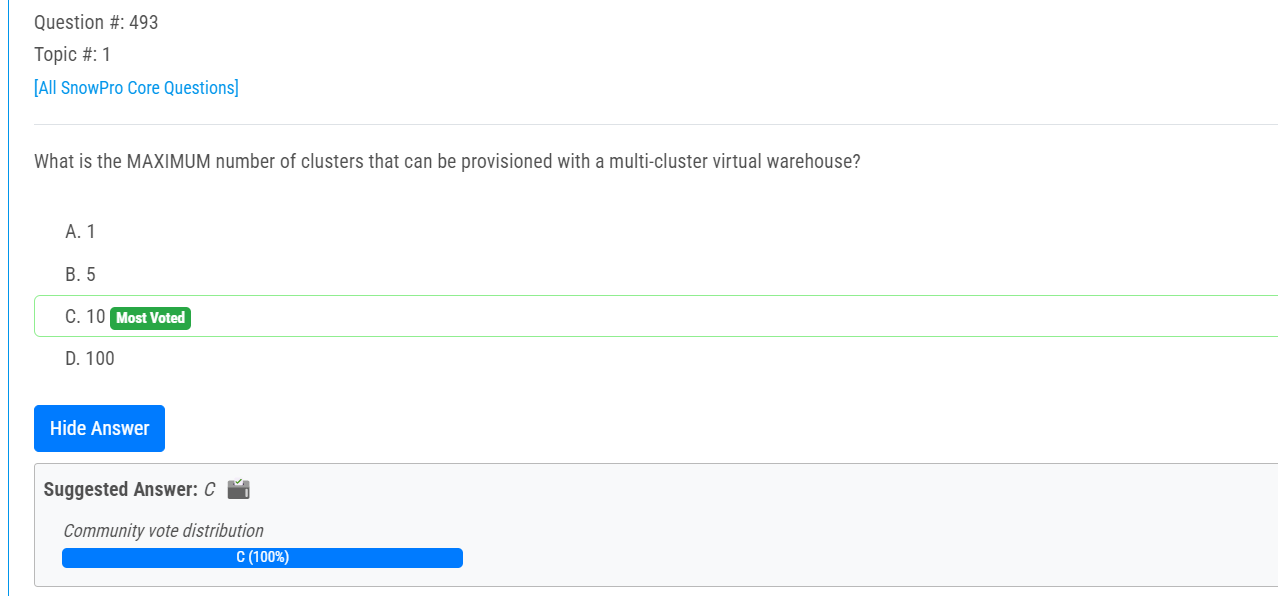 Question #: 493
Topic #: 1
[All SnowPro Core Questions]
What is the MAXIMUM number of clusters that can be provisioned with a multi-cluster virtual warehouse?
A. 1
B. 5
C. 10 Most Voted
D. 100
Hide Answer
Suggested Answer: C
Community vote distribution
C (100%)